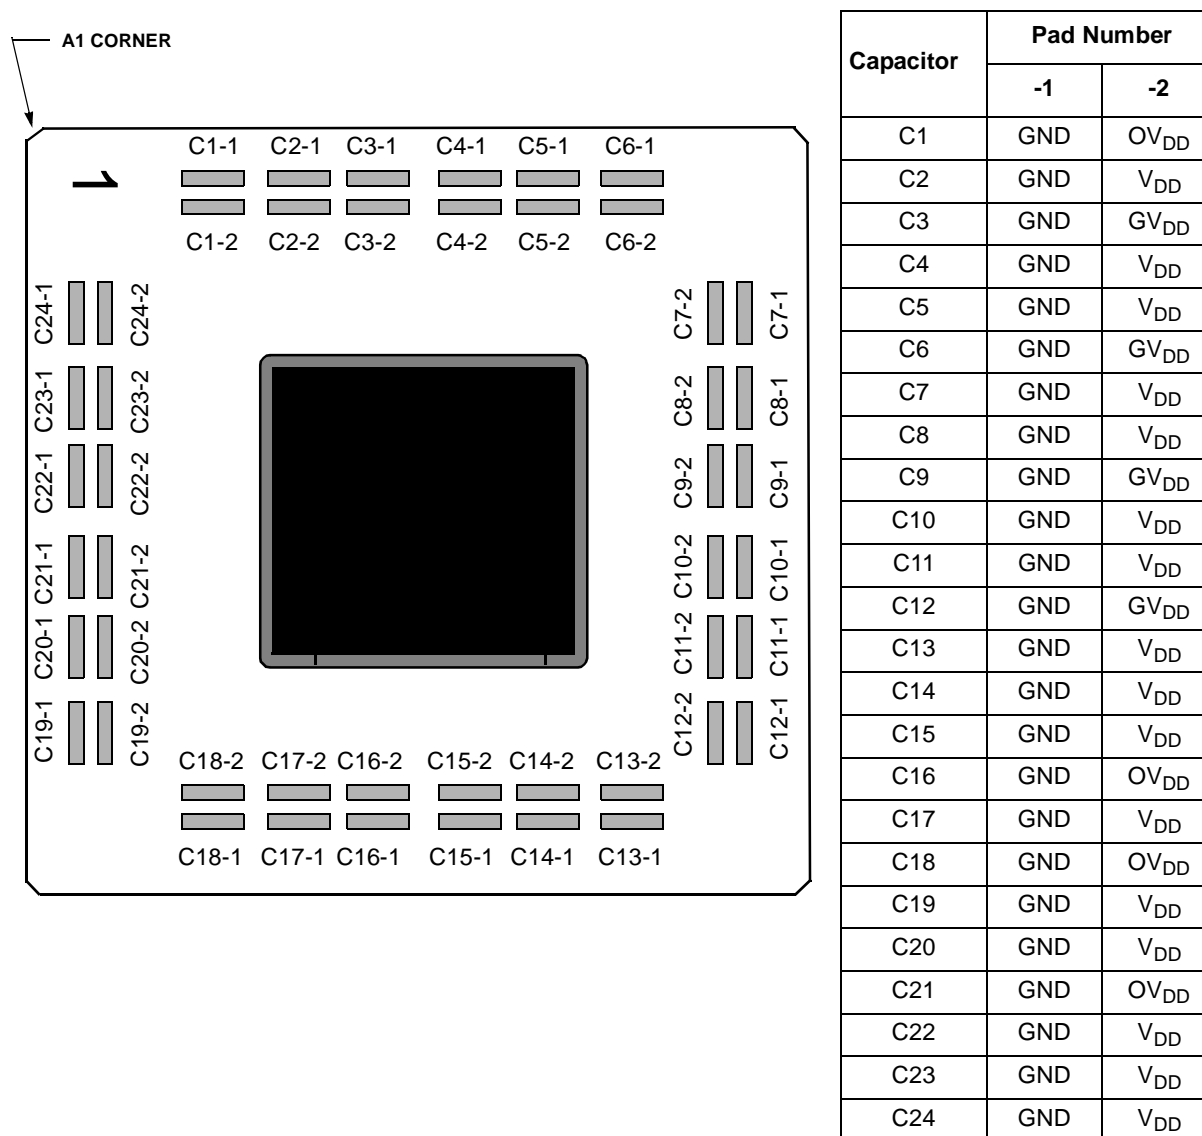 A1 CORNER
1
C1-1 C2-1 C3-1 C4-1 C5-1 C6-1
C1-2 C2-2 C3-2 C4-2 C5-2 C6-2
C24-1 C24-2
C23-1 C23-2
C22-1 C22-2
C21-1 C21-2
C20-1 C20-2
C19-1 C19-2
C7-2 C7-1
C8-2 C8-1
C9-2 C9-1
C10-2 C10-1
C11-2 C11-1
C12-2 C12-1
C18-2 C17-2 C16-2 C15-2 C14-2 C13-2
C18-1 C17-1 C16-1 C15-1 C14-1 C13-1
Capacitor Pad Number
-1 -2
C1 GND OVDD
C2 GND VDD
C3 GND GVDD
C4 GND VDD
C5 GND VDD
C6 GND GVDD
C7 GND VDD
C8 GND VDD
C9 GND GVDD
C10 GND VDD
C11 GND VDD
C12 GND GVDD
C13 GND VDD
C14 GND VDD
C15 GND VDD
C16 GND OVDD
C17 GND VDD
C18 GND OVDD
C19 GND VDD
C20 GND VDD
C21 GND OVDD
C22 GND VDD
C23 GND VDD
C24 GND VDD